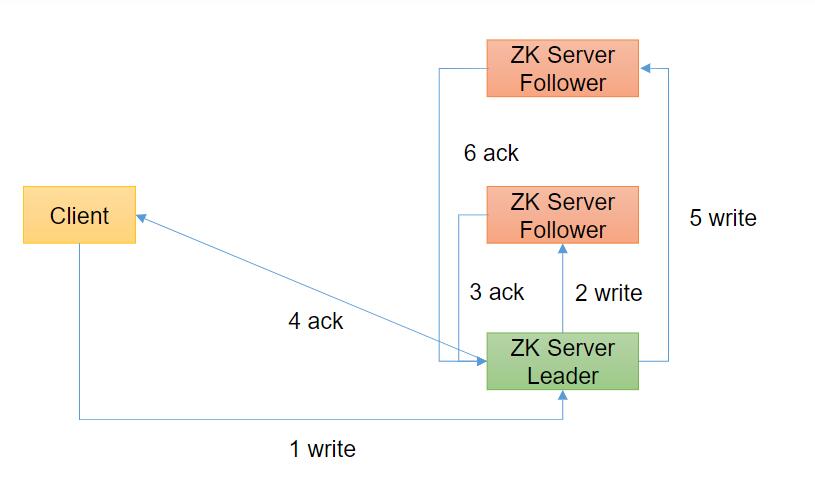 ZK Server
Follower
6 ack
Client
ZK Server
Follower
5 write
3 ack
2 write
4 ack
ZK Server
Leader
1 write